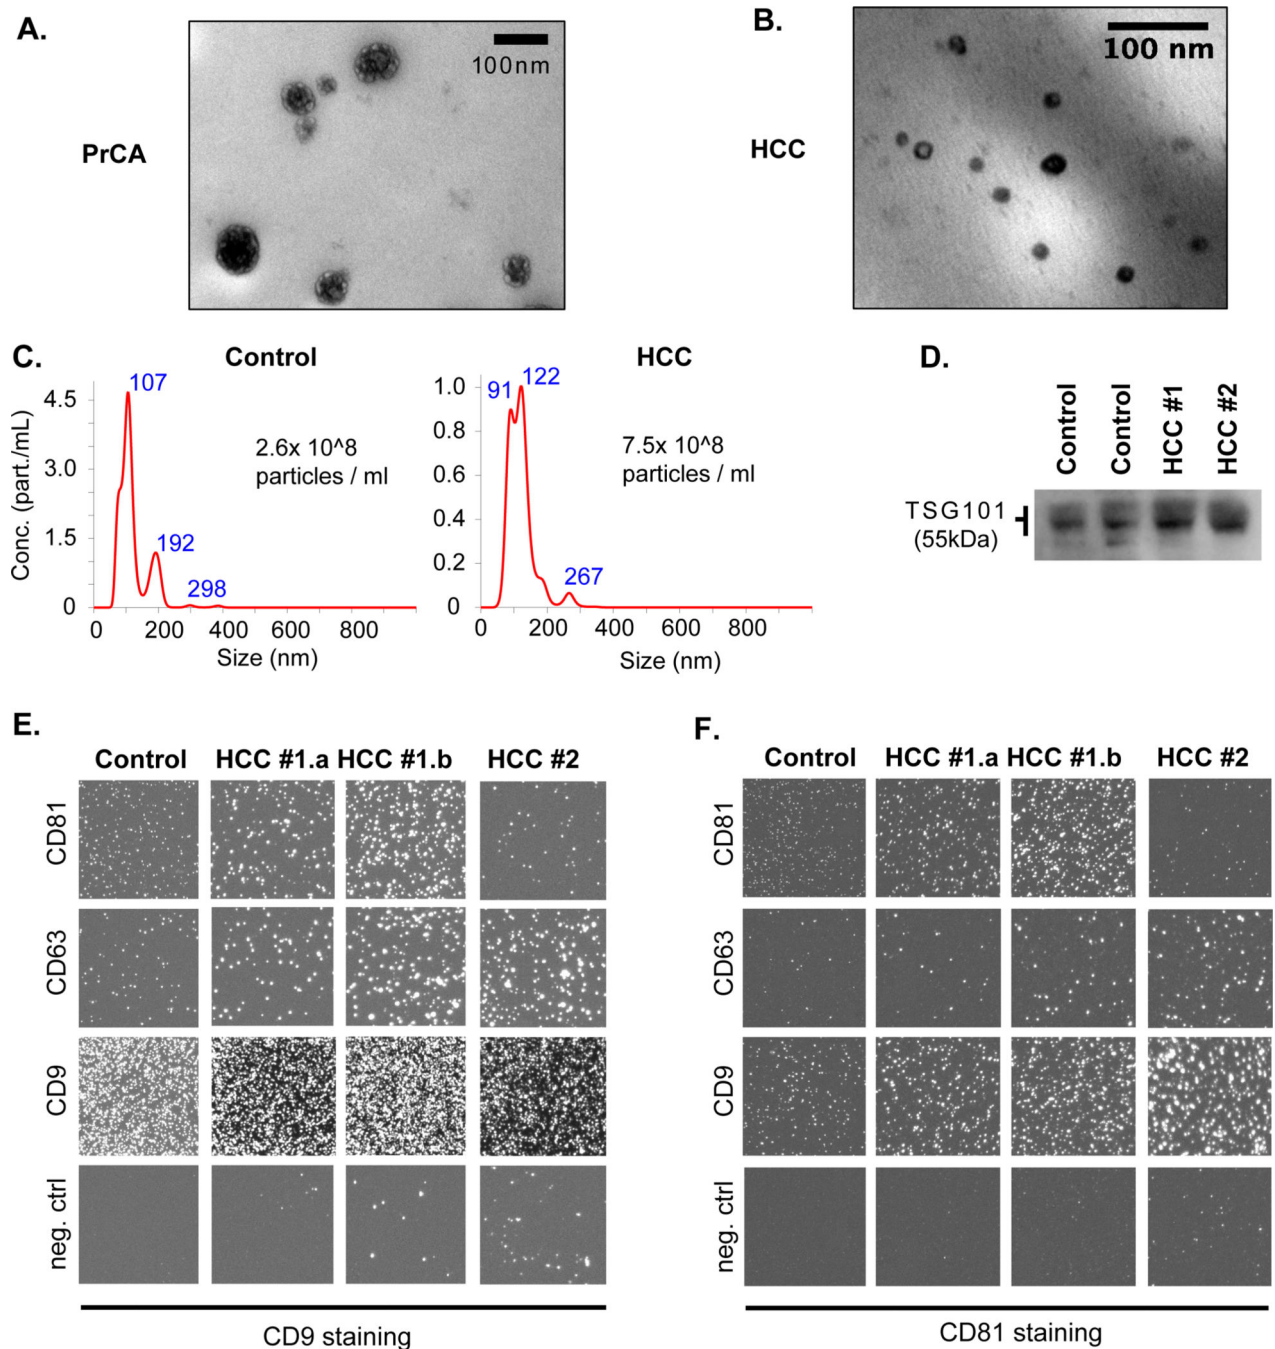 A.
PrCA
100nm
B.
HCC
100 nm
C.
Control
Conc. (part./mL)
4.5
3.0
1.5
0
107
192
298
2.6x 10^8
particles / ml
0 200 400 600 800
Size (nm)
HCC
1.0
0.8
0.6
0.4
0.2
0
91
122
267
7.5x 10^8
particles / ml
0 200 400 600 800
Size (nm)
D.
Control
Control
HCC #1
HCC #2
TSG101
(55kDa)
E.
Control HCC #1.a HCC #1.b HCC #2
CD81
CD63
CD9
neg. ctrl
CD9 staining
F.
Control HCC #1.a HCC #1.b HCC #2
CD81
CD63
CD9
neg. ctrl
CD81 staining